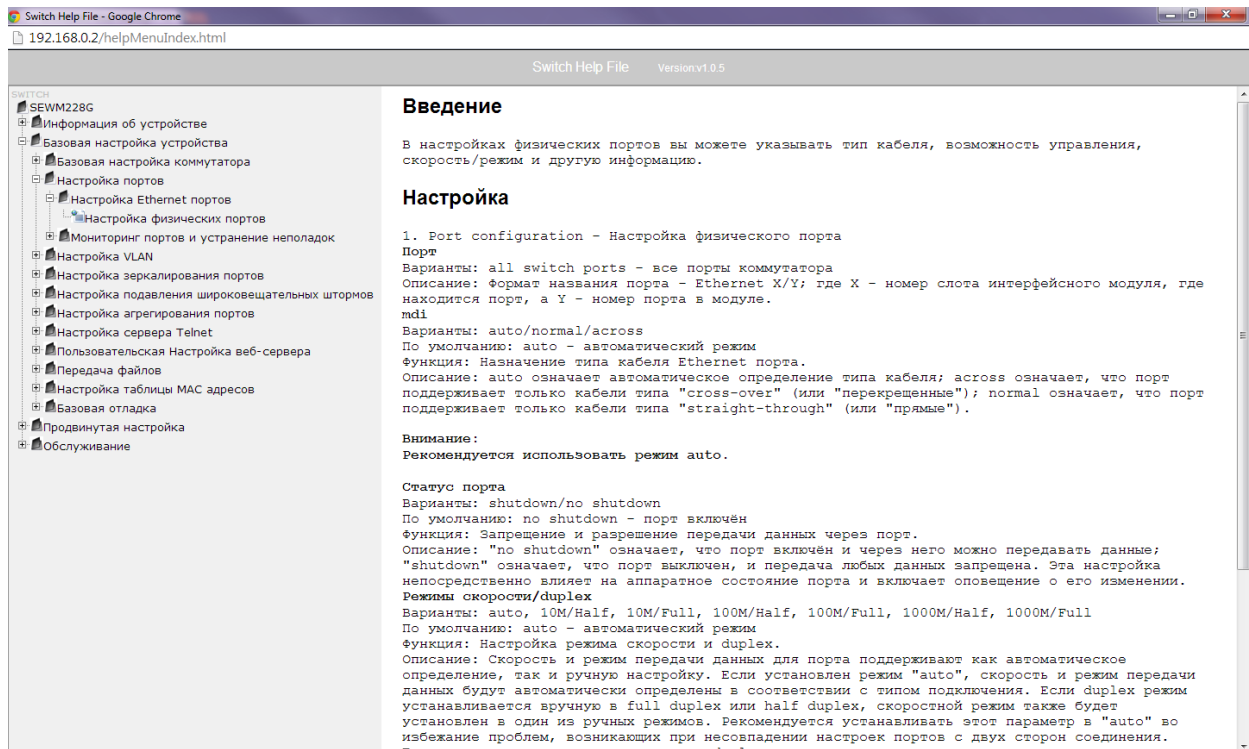 Switch Help File - Google Chrome
192.168.0.2/helpMenuIndex.html
Switch Help File Version:v1.0.5
SWITCH
SEWM228G
Информация об устройстве
Базовая настройка устройства
Базовая настройка коммутатора
Настройка портов
Настройка Ethernet портов
Настройка физических портов
Мониторинг портов и устранение неполадок
Настройка VLAN
Настройка зеркалирования портов
Настройка подавления широковещательных штормов
Настройка агрегирования портов
Настройка сервера Telnet
Пользовательская Настройка веб-сервера
Передача файлов
Настройка таблицы MAC адресов
Базовая отладка
Продвинутая настройка
Обслуживание
Введение
В настройках физических портов вы можете указывать тип кабеля, возможность управления,
скорость/режим и другую информацию.
Настройка
1. Port configuration - Настройка физического порта
Порт
Варианты: all switch ports - все порты коммутатора
Описание: Формат названия порта - Ethernet X/Y; где X - номер слота интерфейсного модуля, где
находится порт, а Y - номер порта в модуле.
mdi
Варианты: auto/normal/across
По умолчанию: auto - автоматический режим
Функция: Назначение типа кабеля Ethernet порта.
Описание: auto означает автоматическое определение типа кабеля; across означает, что порт
поддерживает только кабели типа "cross-over" (или "перекрещенные"); normal означает, что порт
поддерживает только кабели типа "straight-through" (или "прямые").
Внимание:
Рекомендуется использовать режим auto.
Статус порта
Варианты: shutdown/no shutdown
По умолчанию: no shutdown - порт включён
Функция: Запрещение и разрешение передачи данных через порт.
Описание: "no shutdown" означает, что порт включён и через него можно передавать данные;
"shutdown" означает, что порт выключен, и передача любых данных запрещена. Эта настройка
непосредственно влияет на аппаратное состояние порта и включает оповещение о его изменении.
Режимы скорости/duplex
Варианты: auto, 10M/Half, 10M/Full, 100M/Half, 100M/Full, 1000M/Half, 1000M/Full
По умолчанию: auto - автоматический режим
Функция: Настройка режима скорости и duplex.
Описание: Скорость и режим передачи данных для порта поддерживают как автоматическое
определение, так и ручную настройку. Если установлен режим "auto", скорость и режим передачи
данных будут автоматически определены в соответствии с типом подключения. Если duplex режим
устанавливается вручную в full duplex или half duplex, скоростной режим также будет
установлен в один из ручных режимов. Рекомендуется устанавливать этот параметр в "auto" во
избежание проблем, возникающих при несовпадении настроек портов с двух сторон соединения.